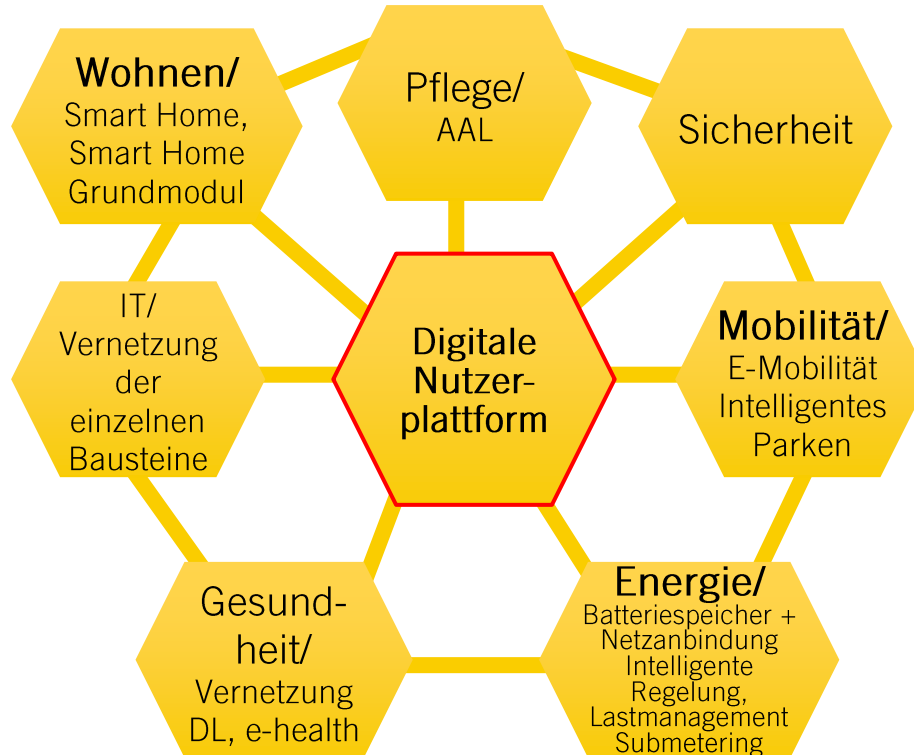 Wohnen/
Smart Home,
Smart Home
Grundmodul
Pflege/
AAL
Sicherheit
IT/
Vernetzung
der
einzelnen
Bausteine
Digitale
Nutzer-
plattform
Mobilität/
E-Mobilität
Intelligentes
Parken
Gesund-
heit/
Vernetzung
DL, e-health
Energie/
Batteriespeicher +
Netzanbindung
Intelligente
Regelung,
Lastmanagement
Submetering